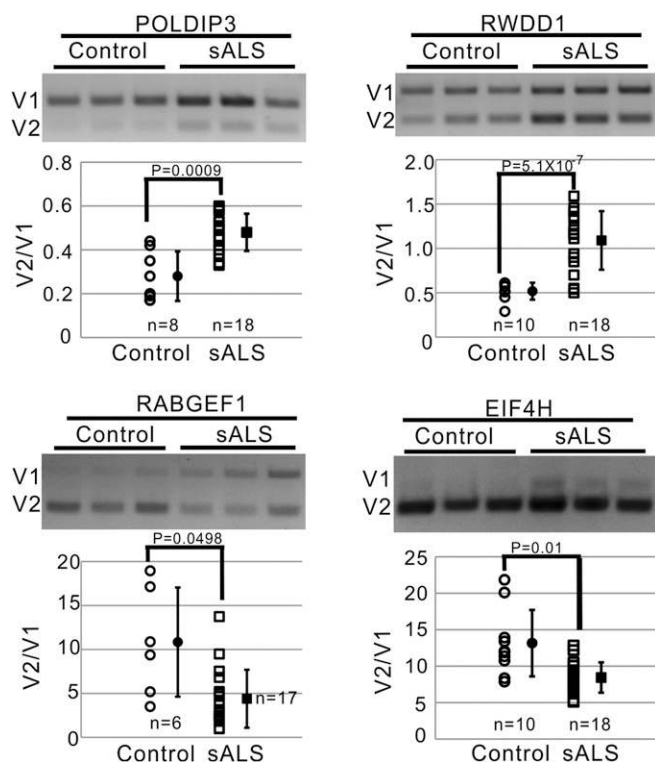 POLDIP3
Control sALS
V1
V2
0.8
0.6
0.4
0.2
0
V2/V1
P=0.0009
n=8 n=18
Control sALS
RWDD1
Control sALS
V1
V2
2.0
1.5
1.0
0.5
0
V2/V1
P=5.1X10-7
n=10 n=18
Control sALS
RABGEF1
Control sALS
V1
V2
20
15
10
5
0
V2/V1
P=0.0498
n=17
n=6
Control sALS
EIF4H
Control sALS
V1
V2
25
20
15
10
5
0
V2/V1
P=0.01
n=10 n=18
Control sALS